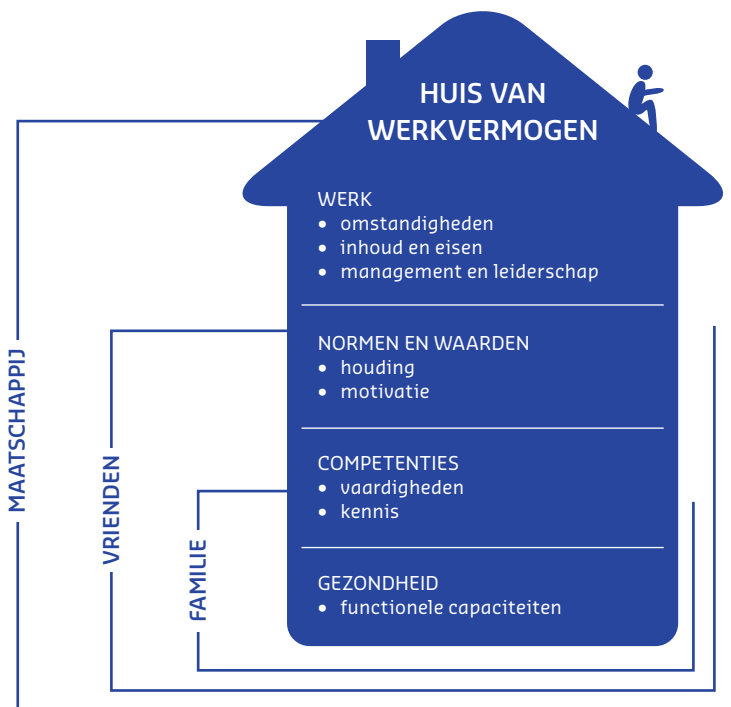 HUIS VAN
WERKVERMOGEN
WERK
• omstandigheden
• inhoud en eisen
• management en leiderschap
NORMEN EN WAARDEN
• houding
• motivatie
COMPETENTIES
• vaardigheden
• kennis
GEZONDHEID
• functionele capaciteiten
MAATSCHAPPIJ
VRIENDEN
FAMILIE